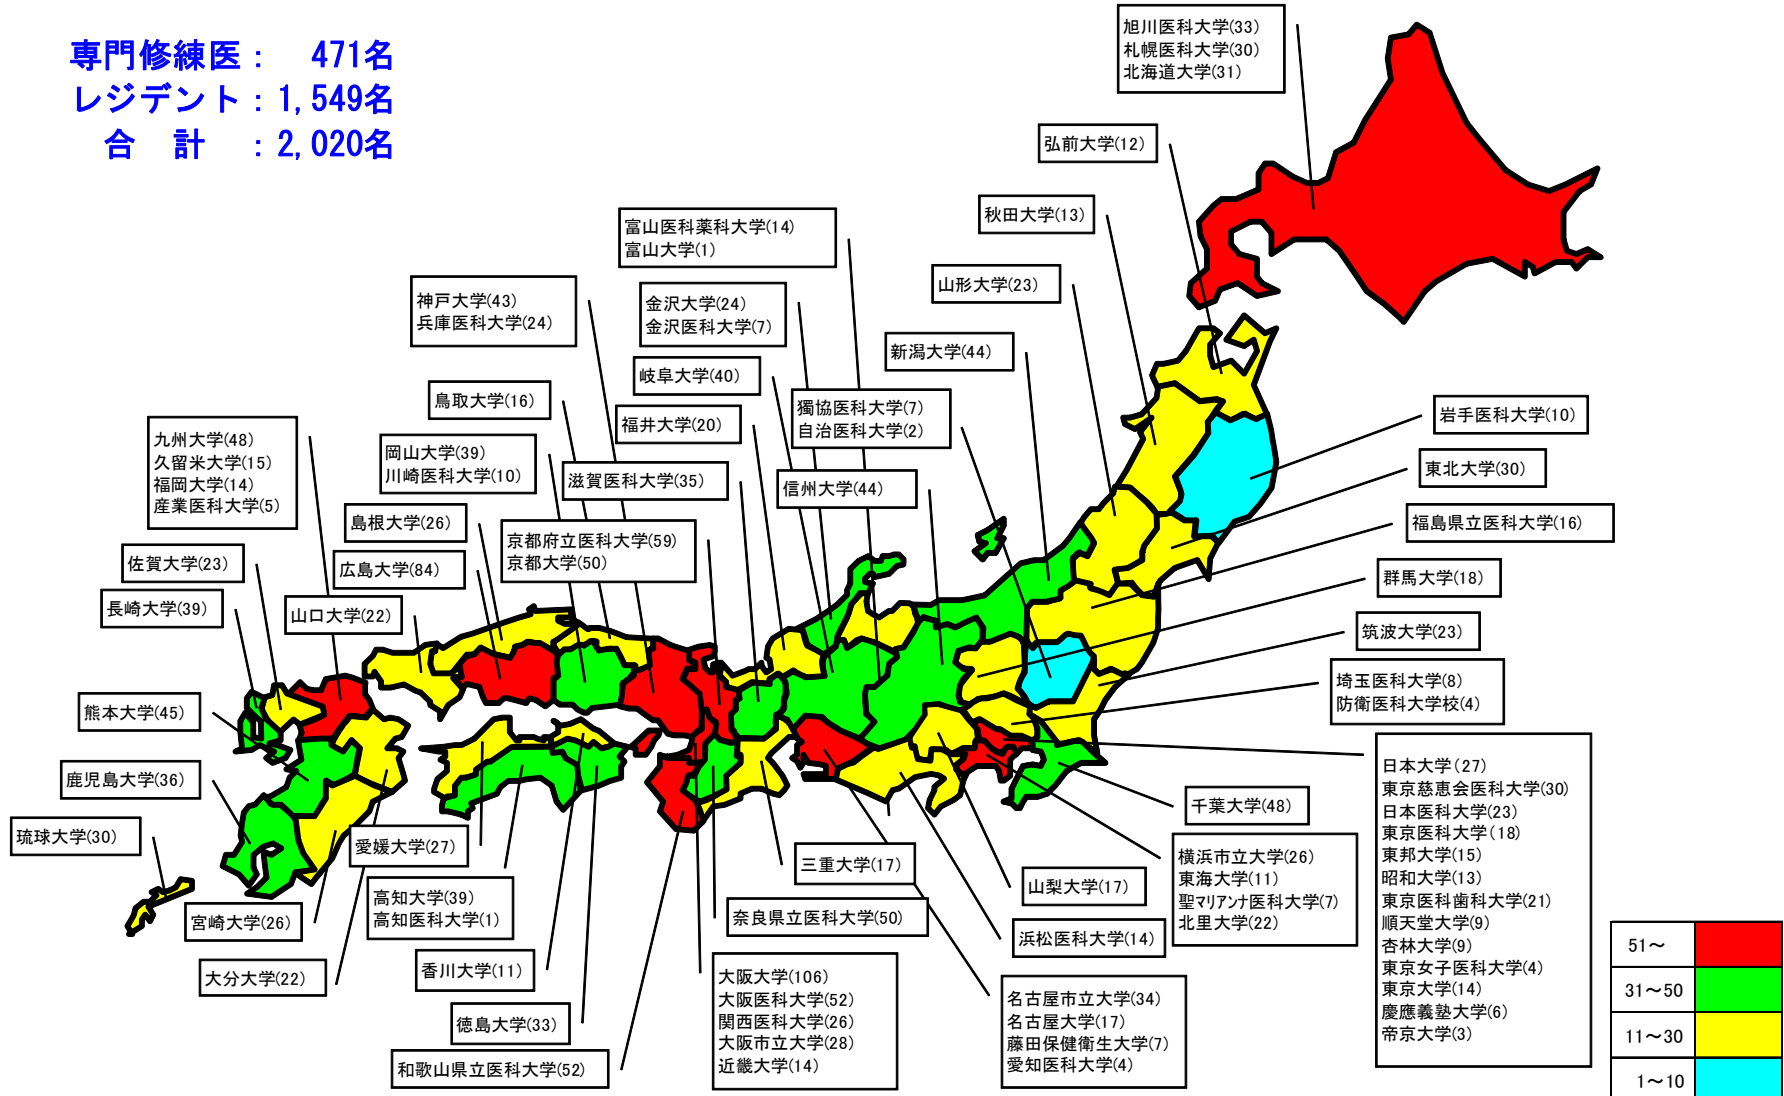 専門修練医： 471名
レジデント：1,549名
合 計 ：2,020名
旭川医科大学(33)
札幌医科大学(30)
北海道大学(31)
弘前大学(12)
秋田大学(13)
富山医科薬科大学(14)
富山大学(1)
山形大学(23)
神戸大学(43)
兵庫医科大学(24)
金沢大学(24)
金沢医科大学(7)
新潟大学(44)
岐阜大学(40)
鳥取大学(16)
獨協医科大学(7)
自治医科大学(2)
福井大学(20)
岩手医科大学(10)
九州大学(48)
久留米大学(15)
福岡大学(14)
産業医科大学(5)
岡山大学(39)
川崎医科大学(10)
滋賀医科大学(35)
信州大学(44)
東北大学(30)
島根大学(26)
京都府立医科大学(59)
京都大学(50)
福島県立医科大学(16)
佐賀大学(23)
広島大学(84)
群馬大学(18)
長崎大学(39)
山口大学(22)
筑波大学(23)
埼玉医科大学(8)
防衛医科大学校(4)
熊本大学(45)
鹿児島大学(36)
日本大学(27)
東京慈恵会医科大学(30)
日本医科大学(23)
東京医科大学(18)
東邦大学(15)
昭和大学(13)
東京医科歯科大学(21)
順天堂大学(9)
杏林大学(9)
東京女子医科大学(4)
東京大学(14)
慶應義塾大学(6)
帝京大学(3)
千葉大学(48)
琉球大学(30)
愛媛大学(27)
三重大学(17)
横浜市立大学(26)
東海大学(11)
聖マリアンナ医科大学(7)
北里大学(22)
山梨大学(17)
高知大学(39)
高知医科大学(1)
宮崎大学(26)
奈良県立医科大学(50)
浜松医科大学(14)
大分大学(22)
香川大学(11)
大阪大学(106)
大阪医科大学(52)
関西医科大学(26)
大阪市立大学(28)
近畿大学(14)
名古屋市立大学(34)
名古屋大学(17)
藤田保健衛生大学(7)
愛知医科大学(4)
徳島大学(33)
和歌山県立医科大学(52)
51～
31～50
11～30
1～10